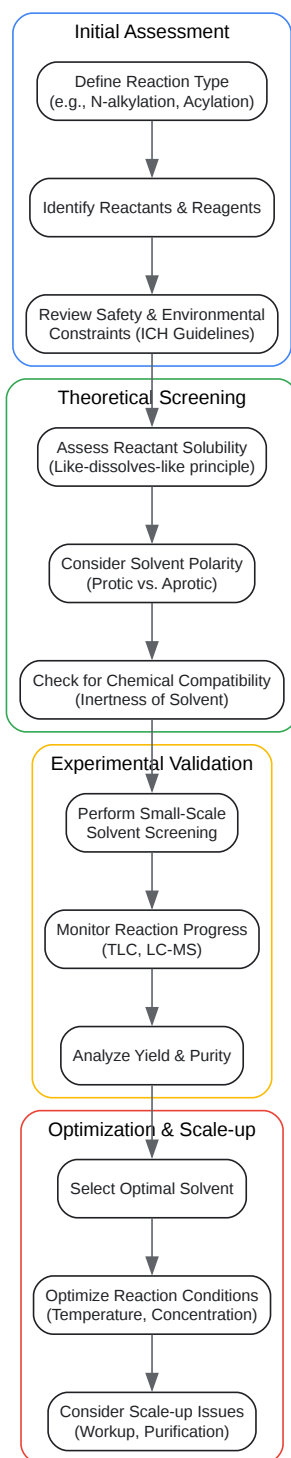 Initial Assessment
Define Reaction Type
(e.g., N-alkylation, Acylation)
Identify Reactants & Reagents
Review Safety & Environmental
Constraints (ICH Guidelines)
Theoretical Screening
Assess Reactant Solubility
(Like-dissolves-like principle)
Consider Solvent Polarity
(Protic vs. Aprotic)
Check for Chemical Compatibility
(Inertness of Solvent)
Experimental Validation
Perform Small-Scale
Solvent Screening
Monitor Reaction Progress
(TLC, LC-MS)
Analyze Yield & Purity
Optimization & Scale-up
Select Optimal Solvent
Optimize Reaction Conditions
(Temperature, Concentration)
Consider Scale-up Issues
(Workup, Purification)